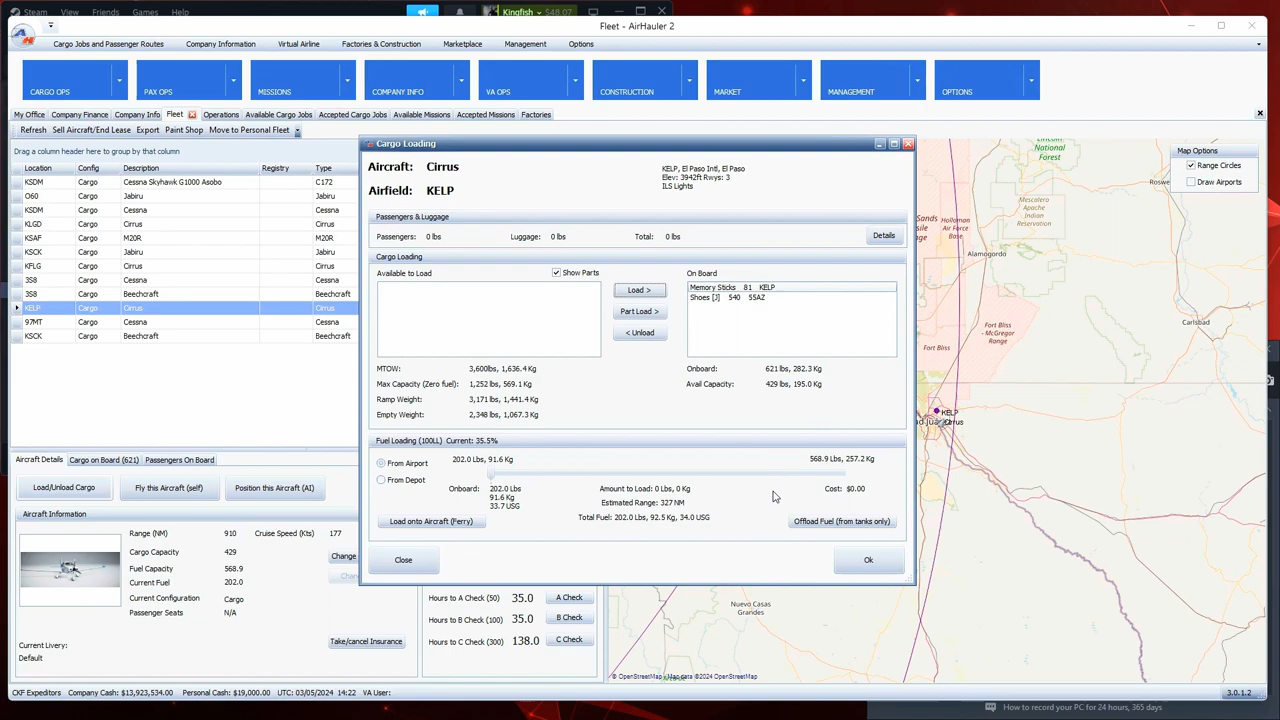 Steam View Friends Games Help Kingfish $48.07
Fleet - AirHauler 2
Cargo Jobs and Passenger Routes Company Information Virtual Airline Factories & Construction Marketplace Management Options
CARGO OPS PAX OPS MISSIONS COMPANY INFO VA OPS CONSTRUCTION MARKET MANAGEMENT OPTIONS
My Office Company Finance Company Info Fleet Operations Available Cargo Jobs Accepted Cargo Jobs Available Missions Accepted Missions Factories
Refresh Sell Aircraft/End Lease Export Paint Shop Move to Personal Fleet
Drag a column header here to group by that column
Location Config Description Registry Type
KSDM Cargo Cessna Skyhawk G1000 Asobo C172
O60 Cargo Jabiru Jabiru
KSDM Cargo Cessna Cessna
KLGD Cargo Cirrus Cirrus
KSAF Cargo M20R M20R
KSCK Cargo Jabiru Jabiru
KFLG Cargo Cirrus Cirrus
3S8 Cargo Cessna Cessna
3S8 Cargo Beechcraft Beechcraft
KELP Cargo Cirrus Cirrus
97MT Cargo Cessna Cessna
KSCK Cargo Beechcraft Beechcraft
Cargo Loading
Aircraft: Cirrus
Airfield: KELP
KELP, El Paso Intl, El Paso
Elev: 3942ft Rwys: 3
ILS Lights
Passengers & Luggage
Passengers: 0 lbs Luggage: 0 lbs Total: 0 lbs Details
Cargo Loading
Available to Load Show Parts On Board
Load >
Part Load >
< Unload
Memory Sticks 81 KELP
Shoes [J] 540 55AZ
MTOW: 3,600lbs, 1,636.4 Kg
Max Capacity (Zero fuel): 1,252 lbs, 569.1 Kg
Ramp Weight: 3,171 lbs, 1,441.4 Kg
Empty Weight: 2,348 lbs, 1,067.3 Kg
Onboard: 621 lbs, 282.3 Kg
Avail Capacity: 429 lbs, 195.0 Kg
Fuel Loading (100LL) Current: 35.5%
From Airport
From Depot
202.0 Lbs, 91.6 Kg 568.9 Lbs, 257.2 Kg
Onboard: 202.0 Lbs
91.6 Kg
33.7 USG
Amount to Load: 0 Lbs, 0 Kg
Estimated Range: 327 NM
Total Fuel: 202.0 Lbs, 92.5 Kg, 34.0 USG
Cost: $0.00
Load onto Aircraft (Ferry) Offload Fuel (from tanks only)
Close Ok
Aircraft Details Cargo on Board (621) Passengers On Board
Load/Unload Cargo Fly this Aircraft (self) Position this Aircraft (AI)
Aircraft Information
Range (NM) 910 Cruise Speed (Kts) 177
Cargo Capacity 429
Fuel Capacity 568.9
Current Fuel 202.0
Current Configuration Cargo
Passenger Seats N/A
Change
Take/cancel Insurance
Current Livery:
Default
Hours to A Check (50) 35.0 A Check
Hours to B Check (100) 35.0 B Check
Hours to C Check (300) 138.0 C Check
Map Options
Range Circles
Draw Airports
Lincoln
National
Forest
Mescalero
Apache
Indian
Reservation
Sands
Holloman
Air Force
Base
Alamogordo
Fort Bliss
- McGregor
Range
Fort Bliss
Carlsbad
KELP
Cirrus
Nuevo Casas
Grandes
© OpenStreetMap | Map data ©2024 OpenStreetMap
CKF Expeditors Company Cash: $13,923,534.00 Personal Cash: $19,000.00 UTC: 03/05/2024 14:22 VA User: 3.0.1.2
How to record your PC for 24 hours, 365 days